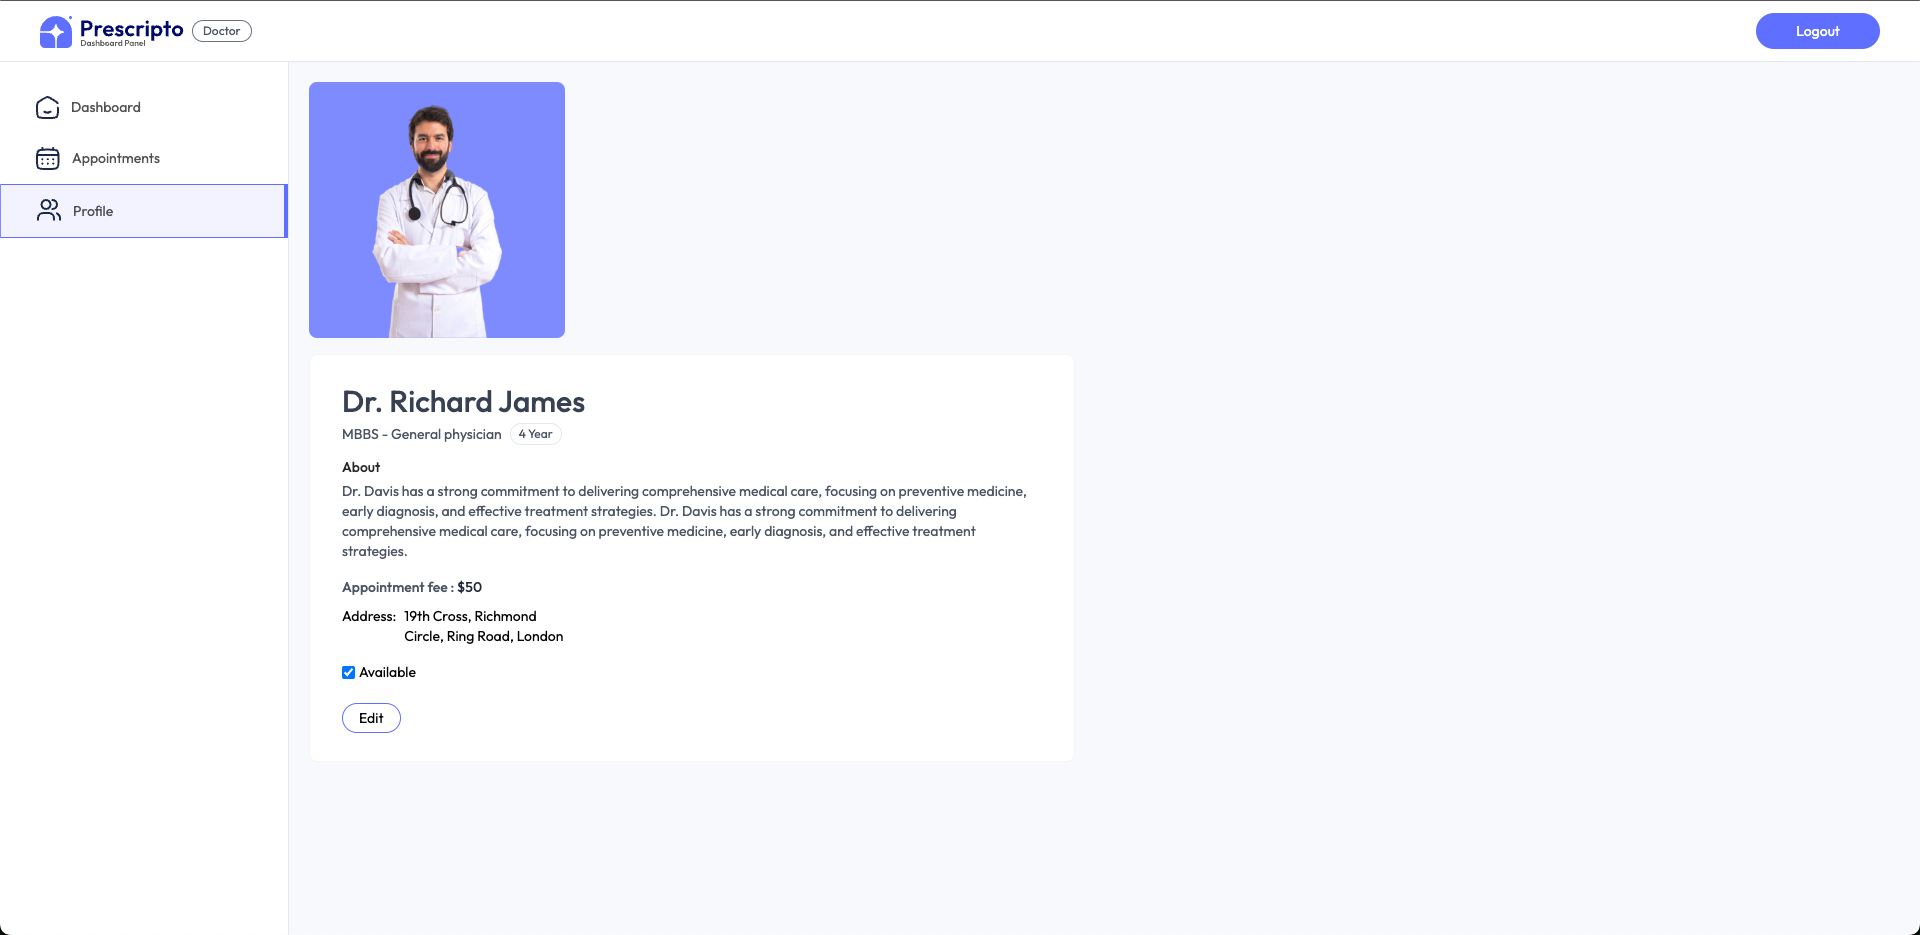 Prescripto
Dashboard Panel
Doctor
Logout
Dashboard
Appointments
Profile
Dr. Richard James
MBBS - General physician 4 Year
About
Dr. Davis has a strong commitment to delivering comprehensive medical care, focusing on preventive medicine,
early diagnosis, and effective treatment strategies. Dr. Davis has a strong commitment to delivering
comprehensive medical care, focusing on preventive medicine, early diagnosis, and effective treatment
strategies.
Appointment fee : $50
Address: 19th Cross, Richmond
Circle, Ring Road, London
Available
Edit